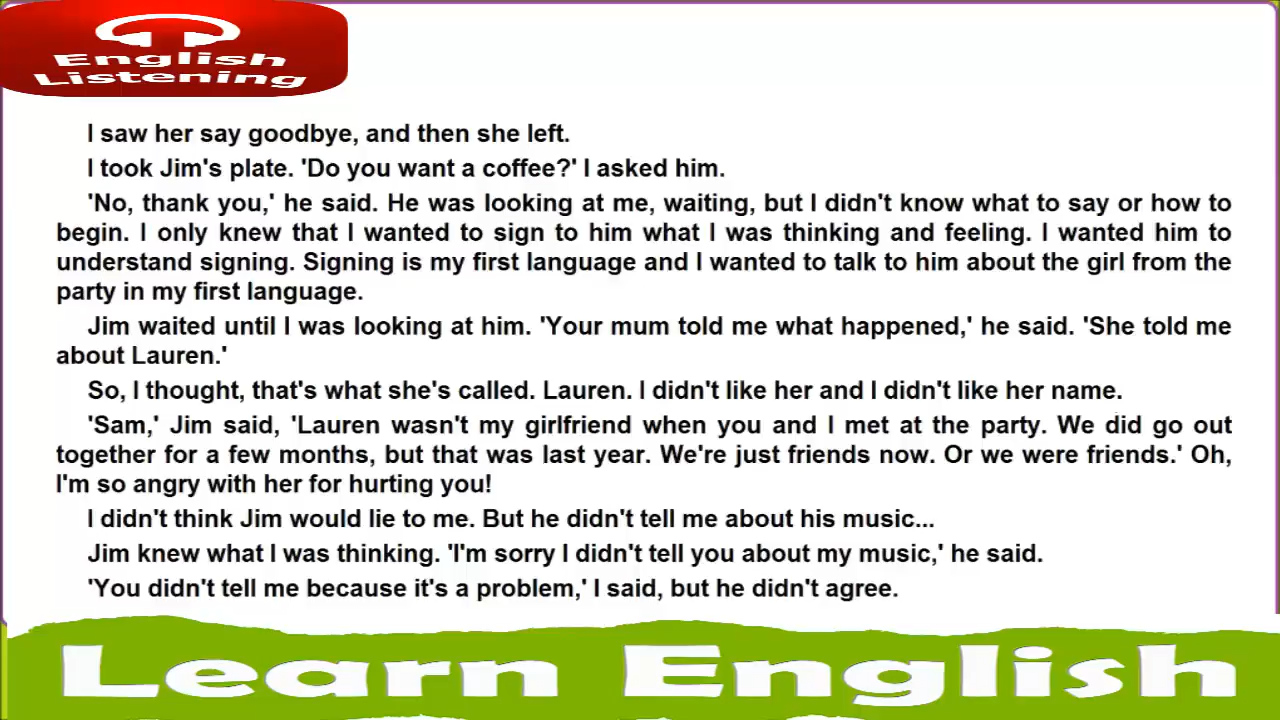 English
Listening
I saw her say goodbye, and then she left.
I took Jim's plate. 'Do you want a coffee?' I asked him.
'No, thank you,' he said. He was looking at me, waiting, but I didn't know what to say or how to
begin. I only knew that I wanted to sign to him what I was thinking and feeling. I wanted him to
understand signing. Signing is my first language and I wanted to talk to him about the girl from the
party in my first language.
Jim waited until I was looking at him. 'Your mum told me what happened,' he said. 'She told me
about Lauren.'
So, I thought, that's what she's called. Lauren. I didn't like her and I didn't like her name.
'Sam,' Jim said, 'Lauren wasn't my girlfriend when you and I met at the party. We did go out
together for a few months, but that was last year. We're just friends now. Or we were friends.' Oh,
I'm so angry with her for hurting you!
I didn't think Jim would lie to me. But he didn't tell me about his music...
Jim knew what I was thinking. 'I'm sorry I didn't tell you about my music,' he said.
'You didn't tell me because it's a problem,' I said, but he didn't agree.
Learn English